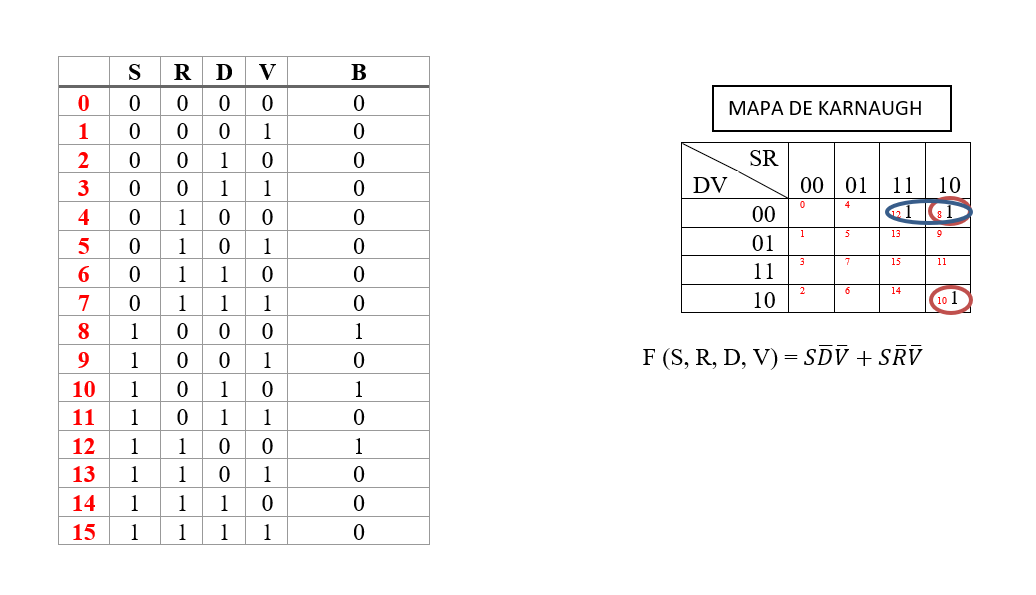 S R D V B
0 0 0 0 0 0
1 0 0 0 1 0
2 0 0 1 0 0
3 0 0 1 1 0
4 0 1 0 0 0
5 0 1 0 1 0
6 0 1 1 0 0
7 0 1 1 1 0
8 1 0 0 0 1
9 1 0 0 1 0
10 1 0 1 0 1
11 1 0 1 1 0
12 1 1 0 0 1
13 1 1 0 1 0
14 1 1 1 0 0
15 1 1 1 1 0
MAPA DE KARNAUGH
SR
DV 00 01 11 10
00 0 4 12 1 8 1
01 1 5 13 9
11 3 7 15 11
10 2 6 14 10 1
F (S, R, D, V) = SD̅V̅ + SR̅V̅